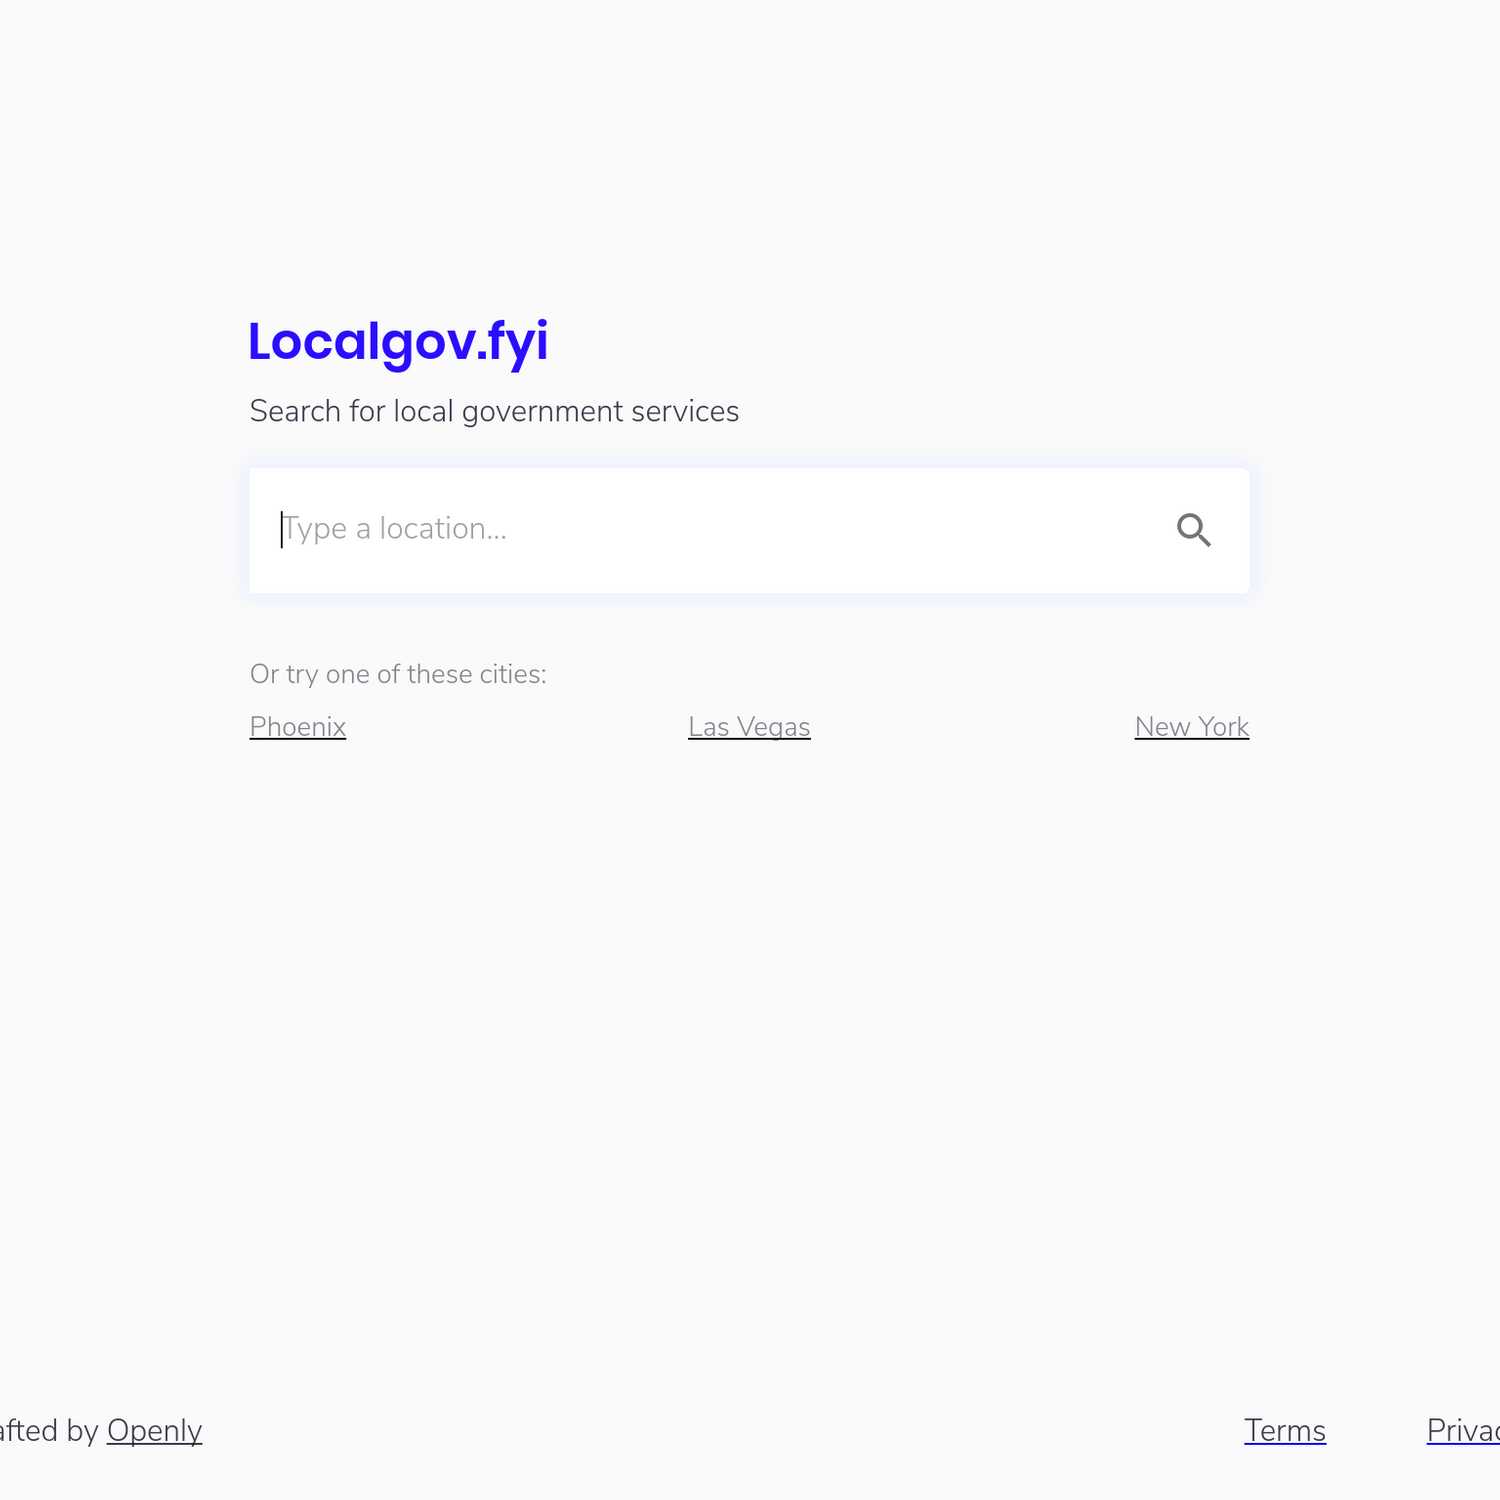 Localgov.fyi
Search for local government services
Type a location...
Or try one of these cities:
Phoenix Las Vegas New York
afted by Openly Terms Privac